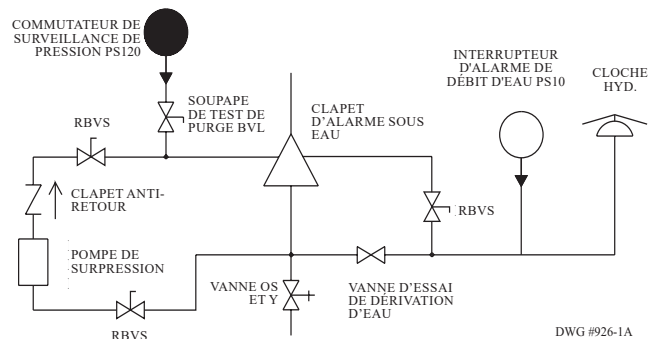 COMMUTATEUR DE
SURVEILLANCE DE
PRESSION PS120
SOUPAPE
DE TEST DE
PURGE BVL
RBVS
CLAPET
D'ALARME SOUS
EAU
INTERRUPTEUR
D'ALARME DE
DÉBIT D'EAU PS10
CLOCHE
HYD.
CLAPET ANTI-
RETOUR
RBVS
POMPE DE
SURPRESSION
VANNE OS
ET Y
VANNE D'ESSAI
DE DÉRIVATION
D'EAU
RBVS
DWG #926-1A